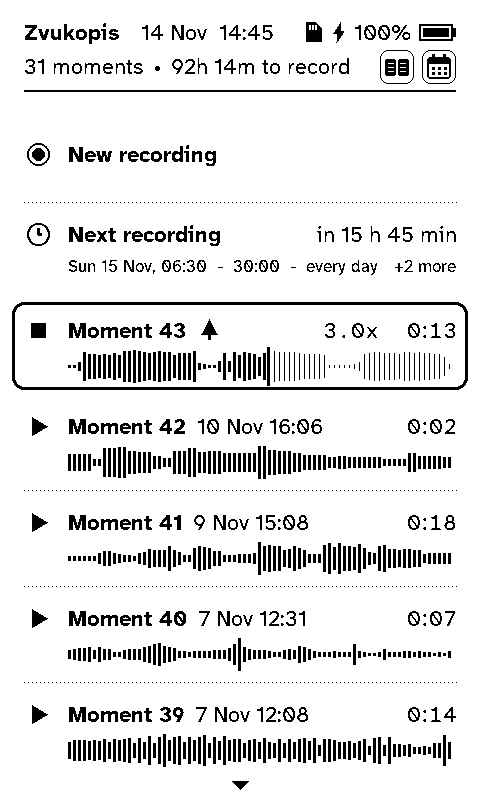 Zvukopis 14 Nov 14:45 100%
31 moments • 92h 14m to record
New recording
Next recording in 15 h 45 min
Sun 15 Nov, 06:30 - 30:00 - every day +2 more
Moment 43 3.0x 0:13
Moment 42 10 Nov 16:06 0:02
Moment 41 9 Nov 15:08 0:18
Moment 40 7 Nov 12:31 0:07
Moment 39 7 Nov 12:08 0:14